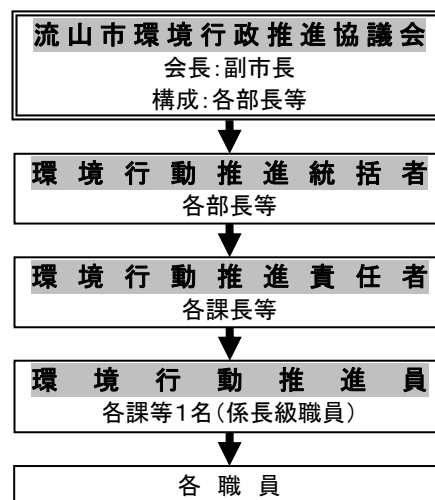 流山市環境行政推進協議会
会長：副市長
構成：各部長等
環境行動推進統括者
各部長等
環境行動推進責任者
各課長等
環境行動推進員
各課等１名（係長級職員）
各職員